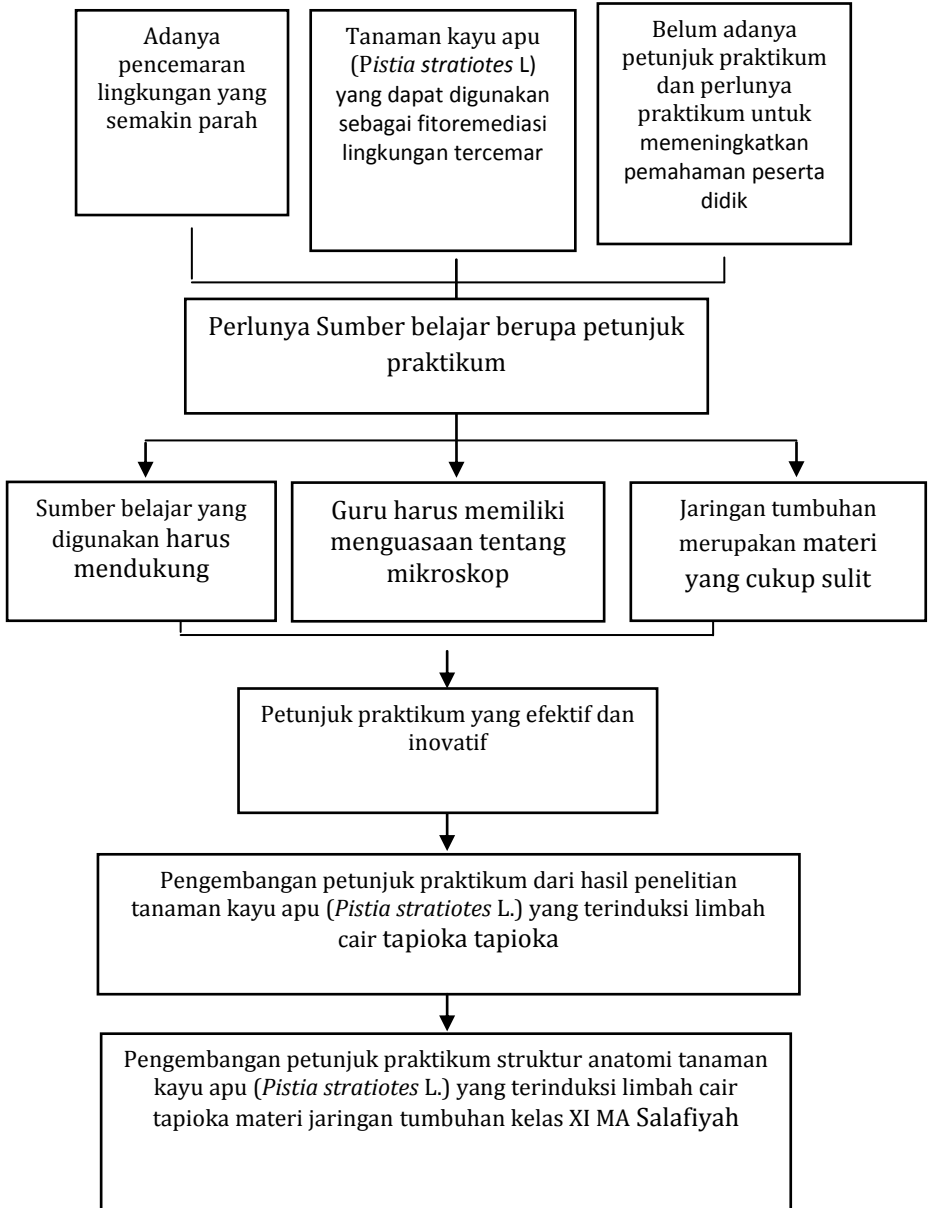 Adanya
pencemaran
lingkungan yang
semakin parah
Tanaman kayu apu
(Pistia stratiotes L)
yang dapat digunakan
sebagai fitoremediasi
lingkungan tercemar
Belum adanya
petunjuk praktikum
dan perlunya
praktikum untuk
memeningkatkan
pemahaman peserta
didik
Perlunya Sumber belajar berupa petunjuk
praktikum
Sumber belajar yang
digunakan harus
mendukung
Guru harus memiliki
menguasaan tentang
mikroskop
Jaringan tumbuhan
merupakan materi
yang cukup sulit
Petunjuk praktikum yang efektif dan
inovatif
Pengembangan petunjuk praktikum dari hasil penelitian
tanaman kayu apu (Pistia stratiotes L.) yang terinduksi limbah
cair tapioka tapioka
Pengembangan petunjuk praktikum struktur anatomi tanaman
kayu apu (Pistia stratiotes L.) yang terinduksi limbah cair
tapioka materi jaringan tumbuhan kelas XI MA Salafiyah